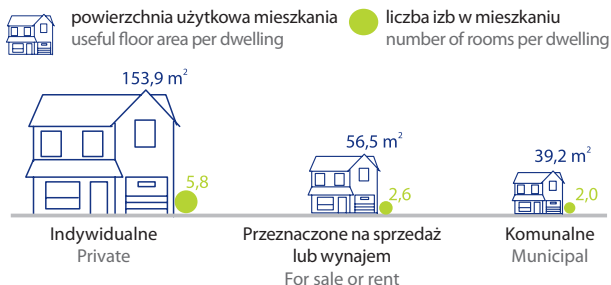 powierzchnia użytkowa mieszkania
useful floor area per dwelling
liczba izb w mieszkaniu
number of rooms per dwelling
153,9 m²
5,8
56,5 m²
2,6
39,2 m²
2,0
Indywidualne
Private
Przeznaczone na sprzedaż
lub wynajem
For sale or rent
Komunalne
Municipal